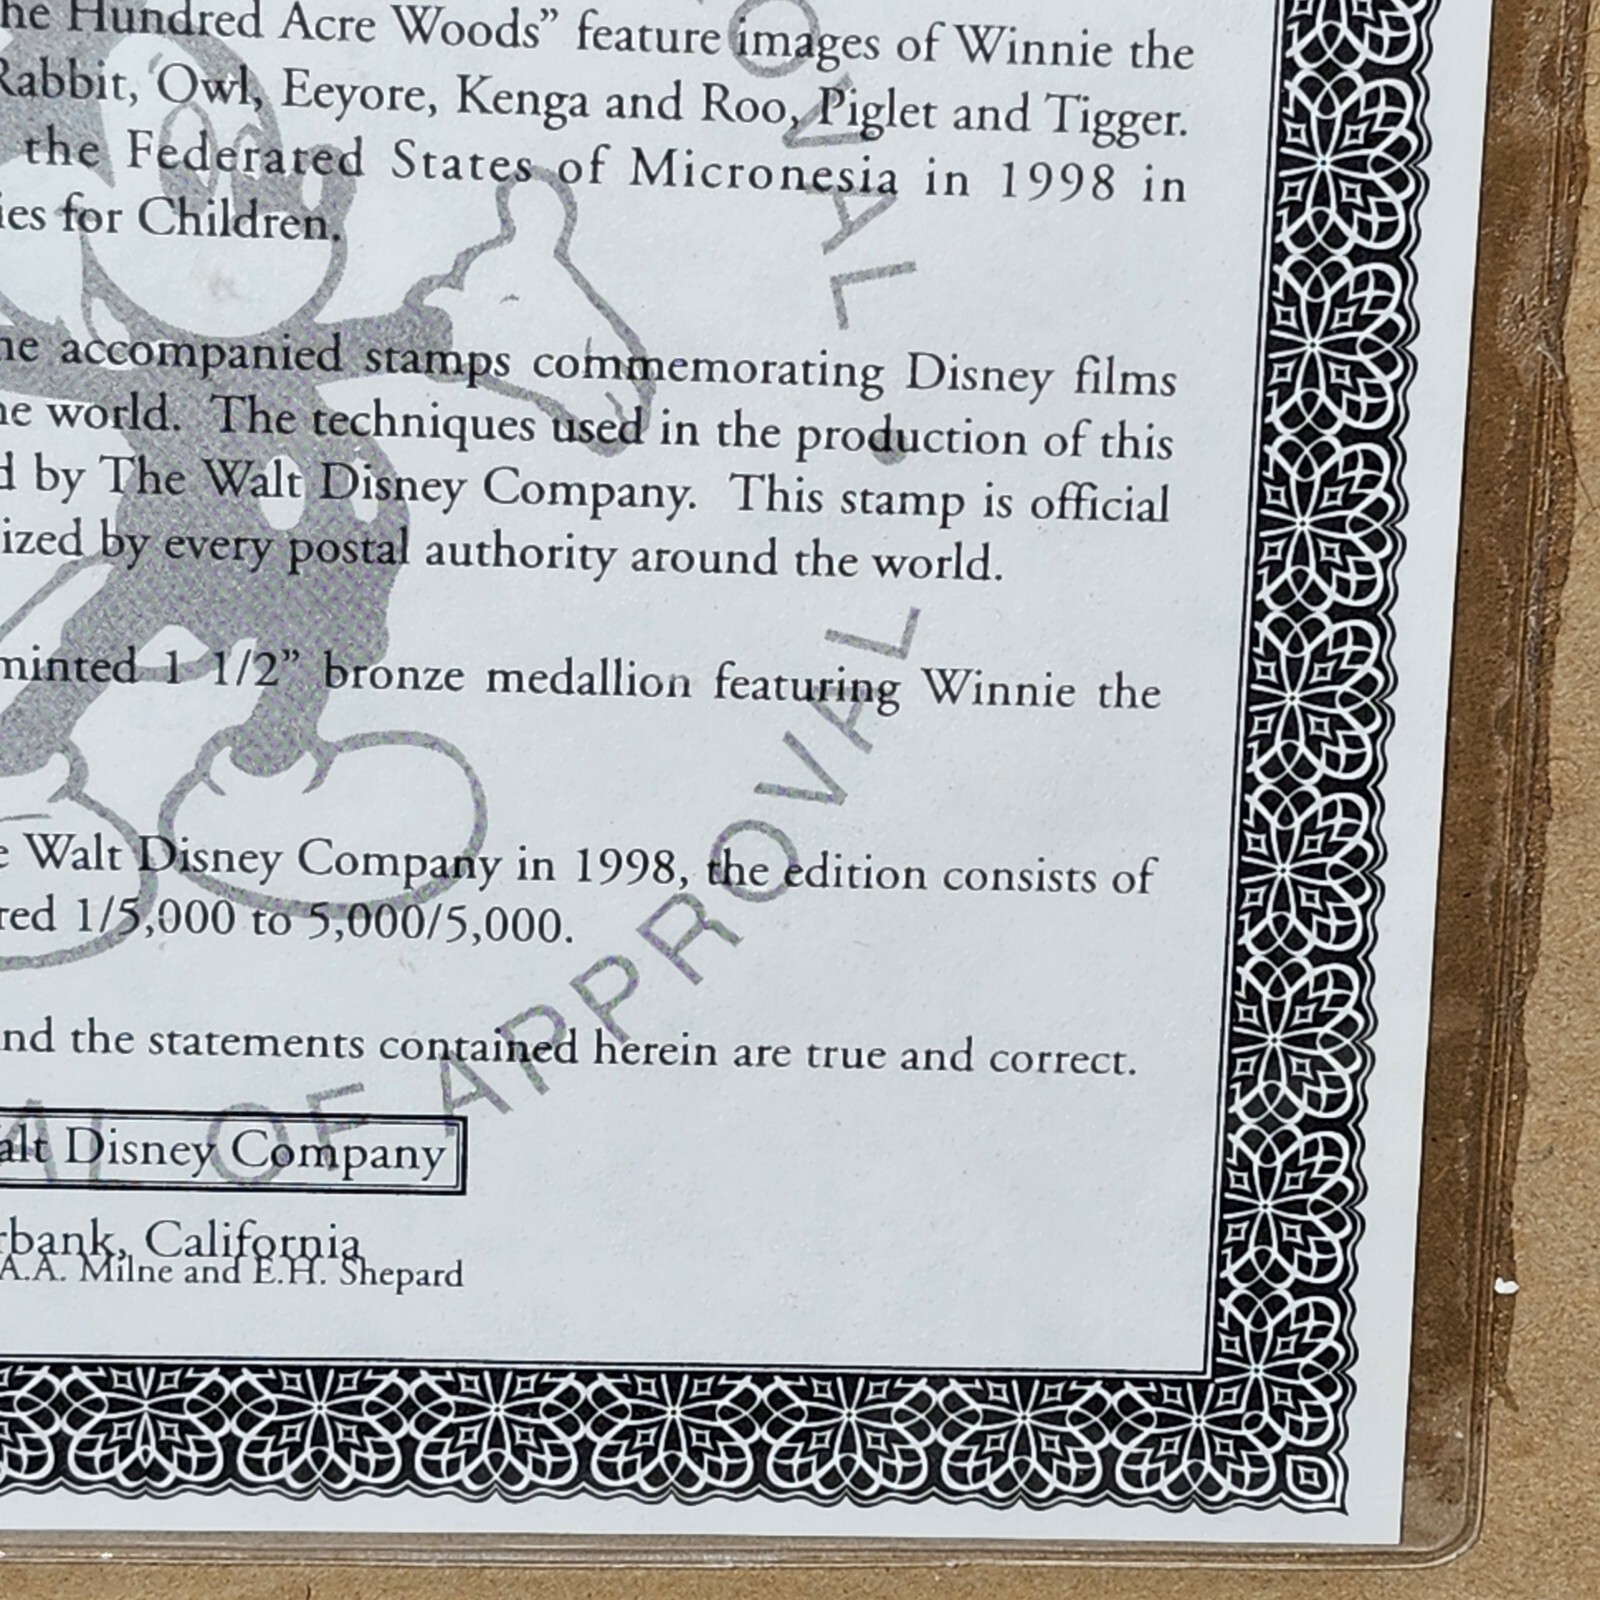 he Hundred Acre Woods” feature images of Winnie the
Rabbit, Owl, Eeyore, Kenga and Roo, Piglet and Tigger.
the Federated States of Micronesia in 1998 in
ies for Children.
ne accompanied stamps commemorating Disney films
ne world. The techniques used in the production of this
d by The Walt Disney Company. This stamp is official
ized by every postal authority around the world.
minted 1 1/2” bronze medallion featuring Winnie the
e Walt Disney Company in 1998, the edition consists of
red 1/5,000 to 5,000/5,000.
nd the statements contained herein are true and correct.
alt Disney Company
rbank, California
A.A. Milne and E.H. Shepard
OVAL
AL OF APPROVAL